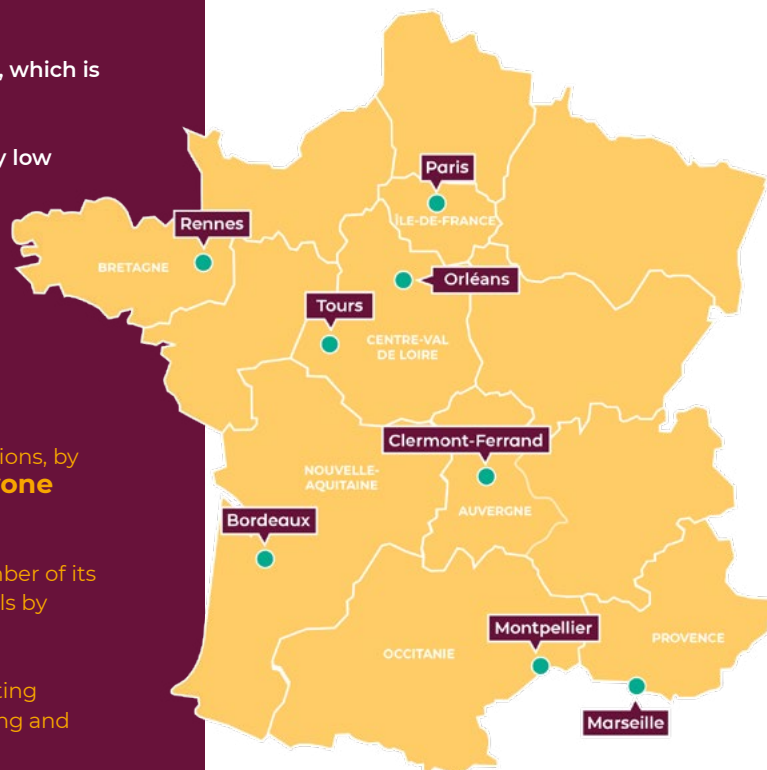 , which is
low
ions, by
one
ber of its
ls by
ting
ng and
Paris
ÎLE-DE-FRANCE
Rennes
BRETAGNE
Orléans
Tours
CENTRE-VAL
DE LOIRE
Clermont-Ferrand
NOUVELLE-
AQUITAINE
AUVERGNE
Bordeaux
Montpellier
OCCITANIE
PROVENCE
Marseille